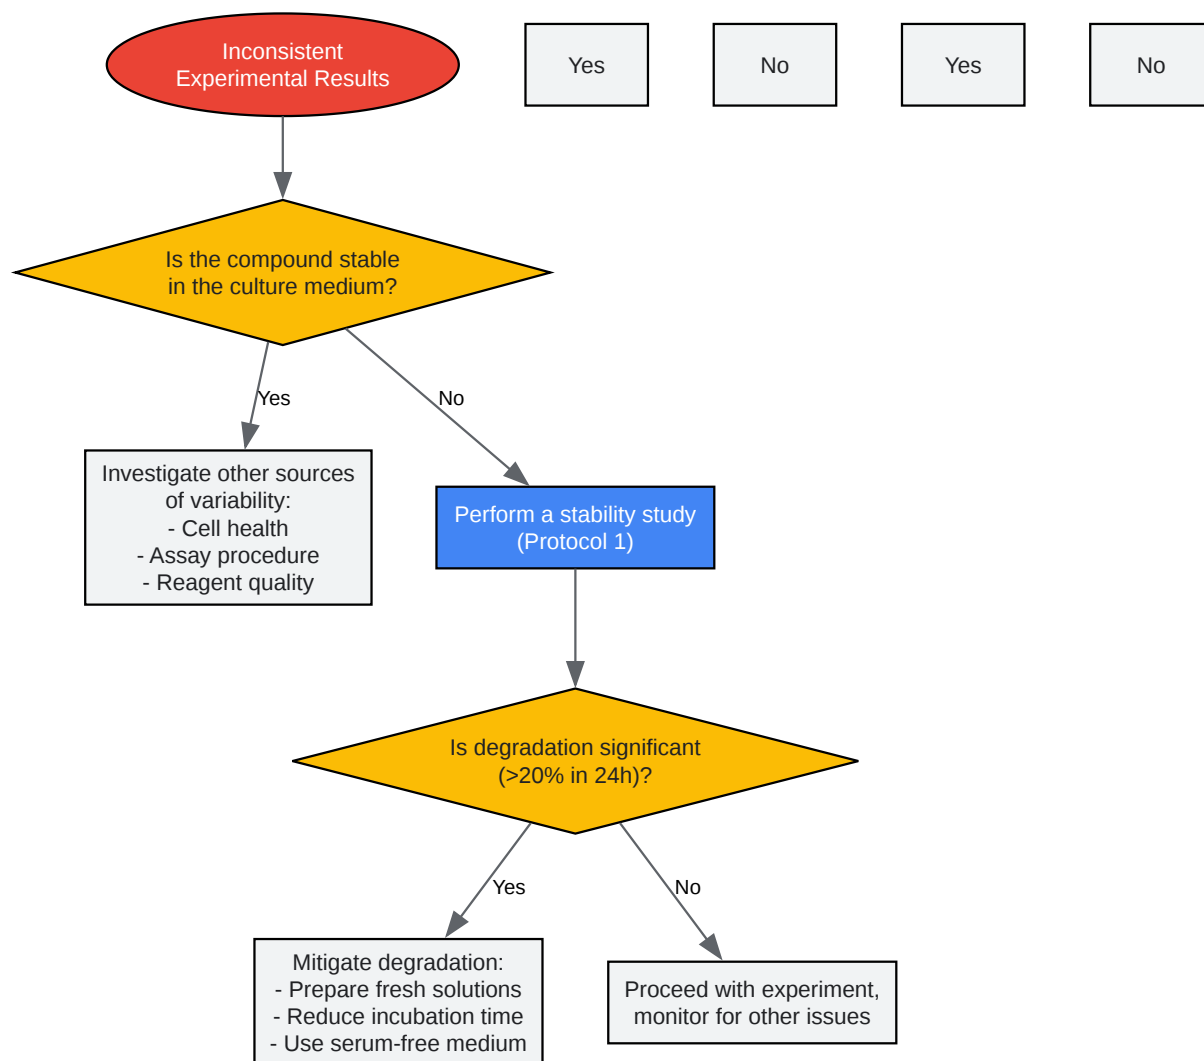 Inconsistent
Experimental Results
Yes
No
Yes
No
Is the compound stable
in the culture medium?
Yes
No
Investigate other sources
of variability:
- Cell health
- Assay procedure
- Reagent quality
Perform a stability study
(Protocol 1)
Is degradation significant
(>20% in 24h)?
Yes
No
Mitigate degradation:
- Prepare fresh solutions
- Reduce incubation time
- Use serum-free medium
Proceed with experiment,
monitor for other issues